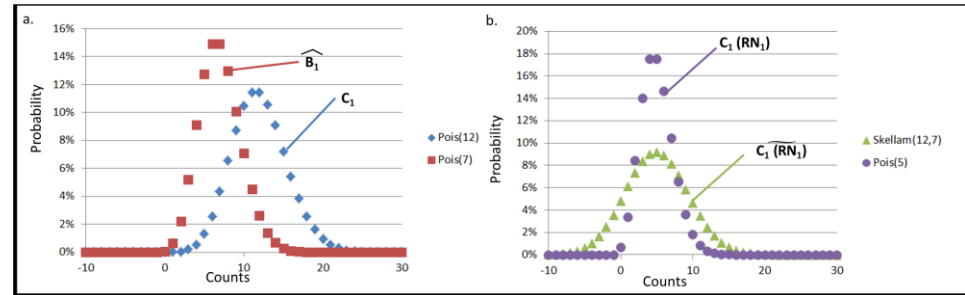 a.
16%
14%
12%
10%
8%
6%
4%
2%
0%
Probability
-10 0 10 20 30
Counts
B̂₁
C₁
Pois(12)
Pois(7)
b.
20%
18%
16%
14%
12%
10%
8%
6%
4%
2%
0%
Probability
-10 0 10 20 30
Counts
C₁ (RN₁)
C₁ (R͠N₁)
Skellam(12,7)
Pois(5)